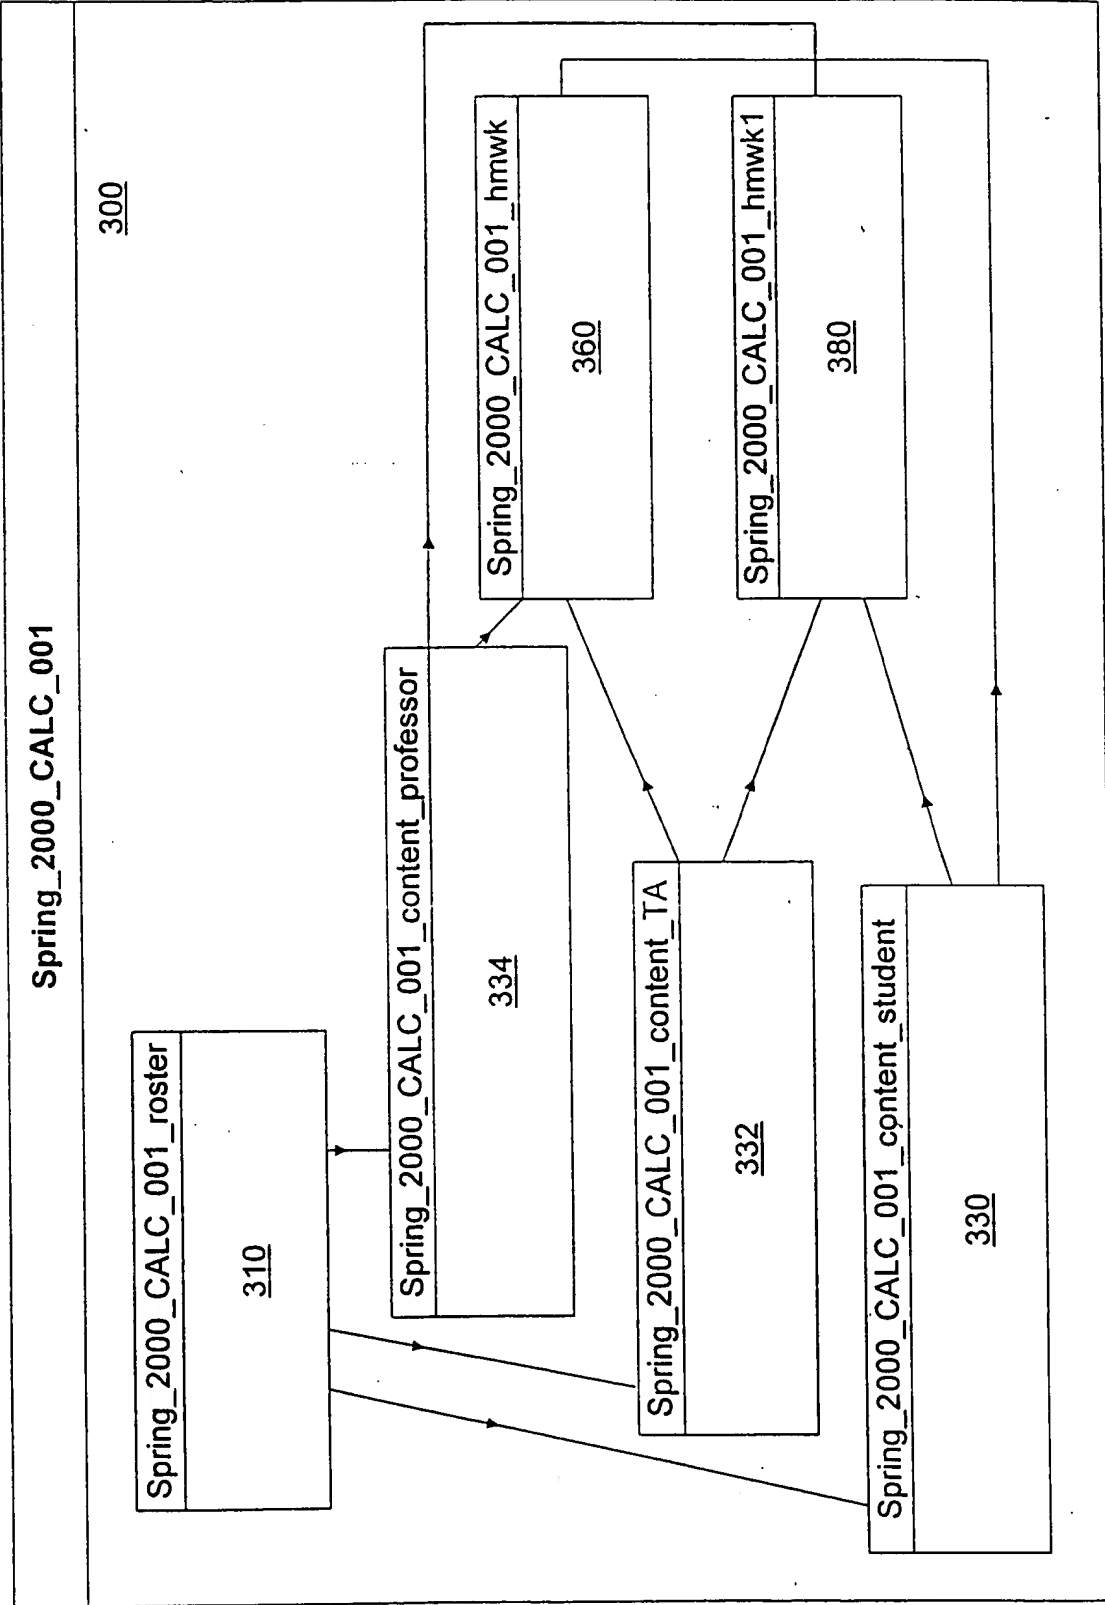 Spring_2000_CALC_001
300
Spring_2000_CALC_001_roster
310
Spring_2000_CALC_001_content_professor
334
Spring_2000_CALC_001_hmwk
360
Spring_2000_CALC_001_content_TA
332
Spring_2000_CALC_001_hmwk1
380
Spring_2000_CALC_001_content_student
330